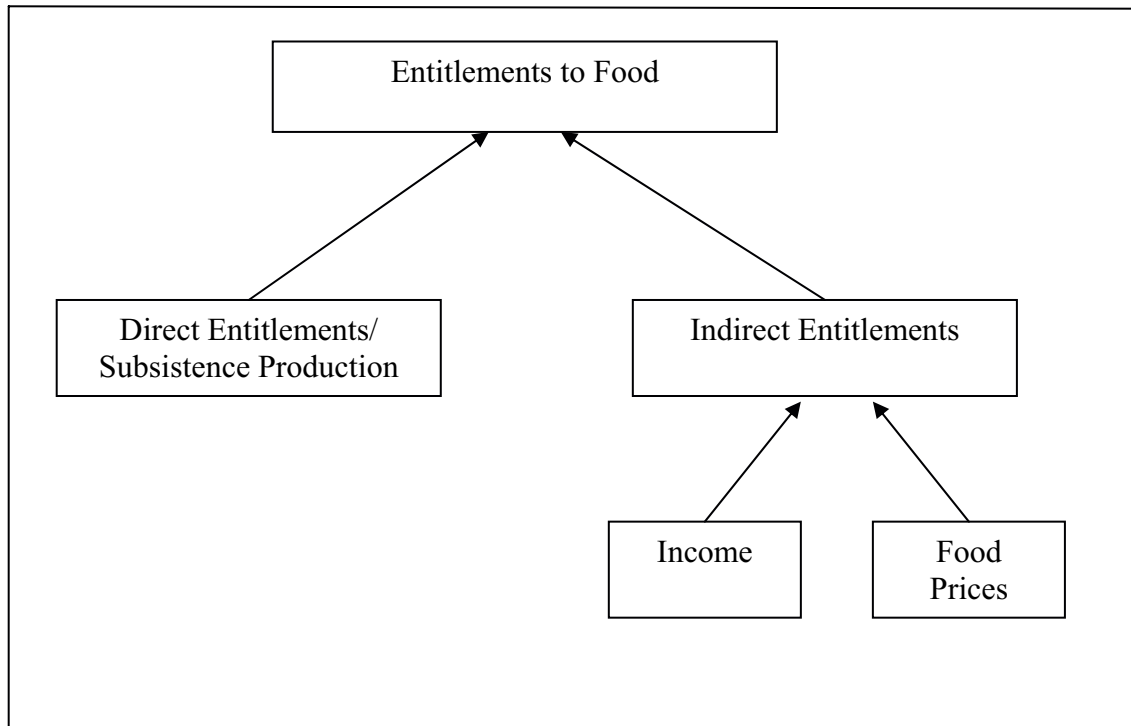 Entitlements to Food
Direct Entitlements/
Subsistence Production
Indirect Entitlements
Income
Food
Prices